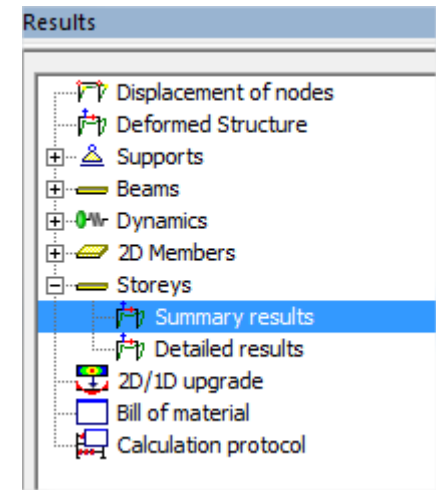 Results
Displacement of nodes
Deformed Structure
Supports
Beams
Dynamics
2D Members
Storeys
Summary results
Detailed results
2D/1D upgrade
Bill of material
Calculation protocol